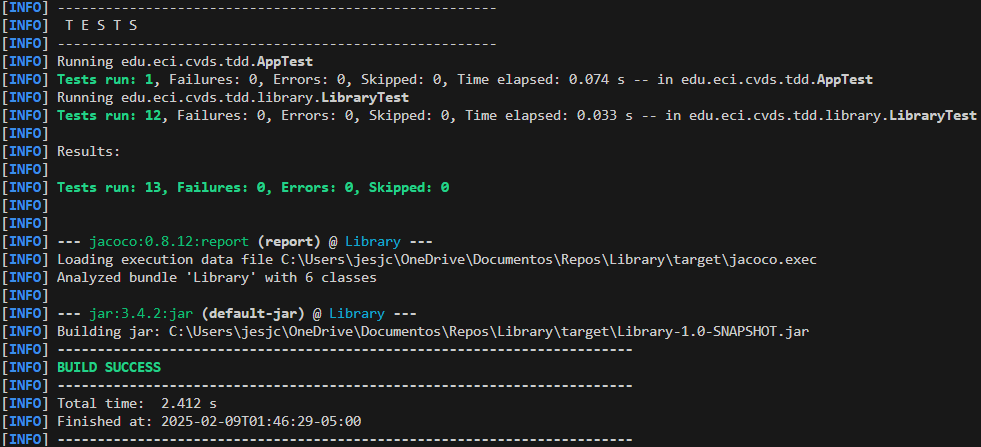 [INFO] -------------------------------------------------------
[INFO]  T E S T S
[INFO] -------------------------------------------------------
[INFO] Running edu.eci.cvds.tdd.AppTest
[INFO] Tests run: 1, Failures: 0, Errors: 0, Skipped: 0, Time elapsed: 0.074 s -- in edu.eci.cvds.tdd.AppTest
[INFO] Running edu.eci.cvds.tdd.library.LibraryTest
[INFO] Tests run: 12, Failures: 0, Errors: 0, Skipped: 0, Time elapsed: 0.033 s -- in edu.eci.cvds.tdd.library.LibraryTest
[INFO]
[INFO] Results:
[INFO]
[INFO] Tests run: 13, Failures: 0, Errors: 0, Skipped: 0
[INFO]
[INFO]
[INFO] --- jacoco:0.8.12:report (report) @ Library ---
[INFO] Loading execution data file C:\Users\jesjc\OneDrive\Documentos\Repos\Library\target\jacoco.exec
[INFO] Analyzed bundle 'Library' with 6 classes
[INFO]
[INFO] --- jar:3.4.2:jar (default-jar) @ Library ---
[INFO] Building jar: C:\Users\jesjc\OneDrive\Documentos\Repos\Library\target\Library-1.0-SNAPSHOT.jar
[INFO] ------------------------------------------------------------------------
[INFO] BUILD SUCCESS
[INFO] ------------------------------------------------------------------------
[INFO] Total time:  2.412 s
[INFO] Finished at: 2025-02-09T01:46:29-05:00
[INFO] ------------------------------------------------------------------------